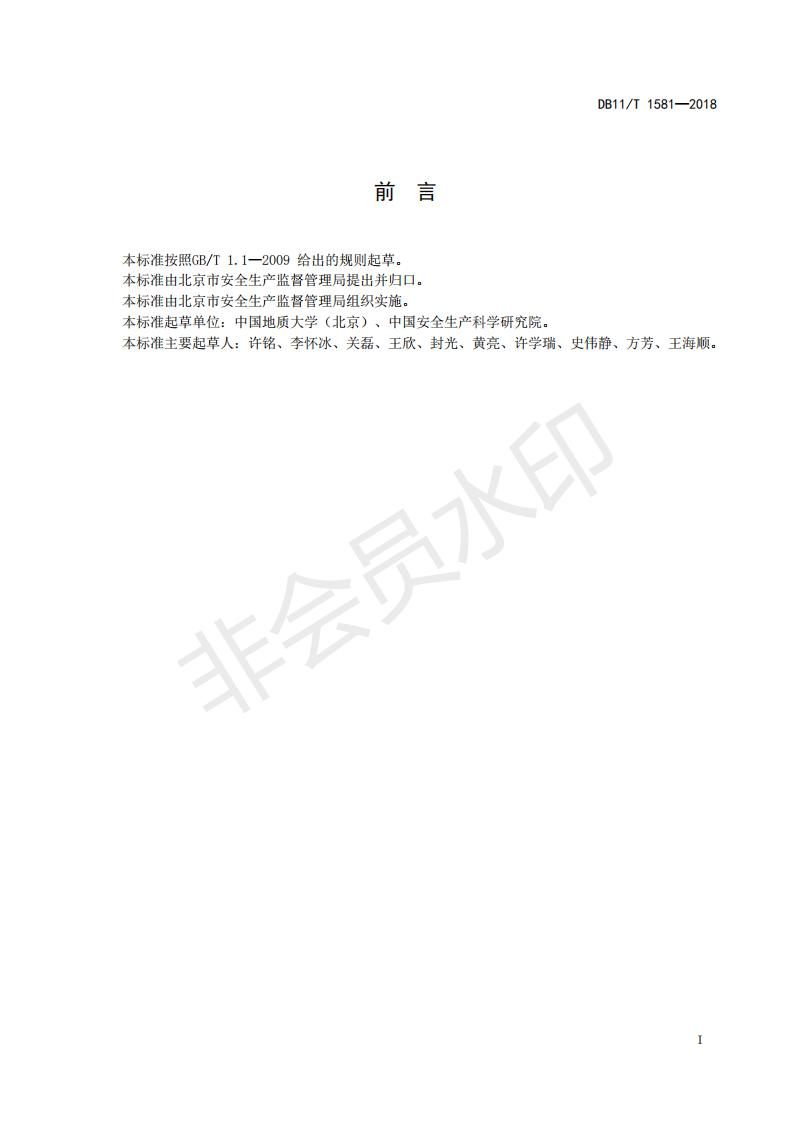 DB11/T 1581—2018
前 言
本标准按照GB/T 1.1—2009 给出的规则起草。
本标准由北京市安全生产监督管理局提出并归口。
本标准由北京市安全生产监督管理局组织实施。
本标准起草单位：中国地质大学（北京）、中国安全生产科学研究院。
本标准主要起草人：许铭、李怀冰、关磊、王欣、封光、黄亮、许学瑞、史伟静、方芳、王海顺。
非会员水印
I